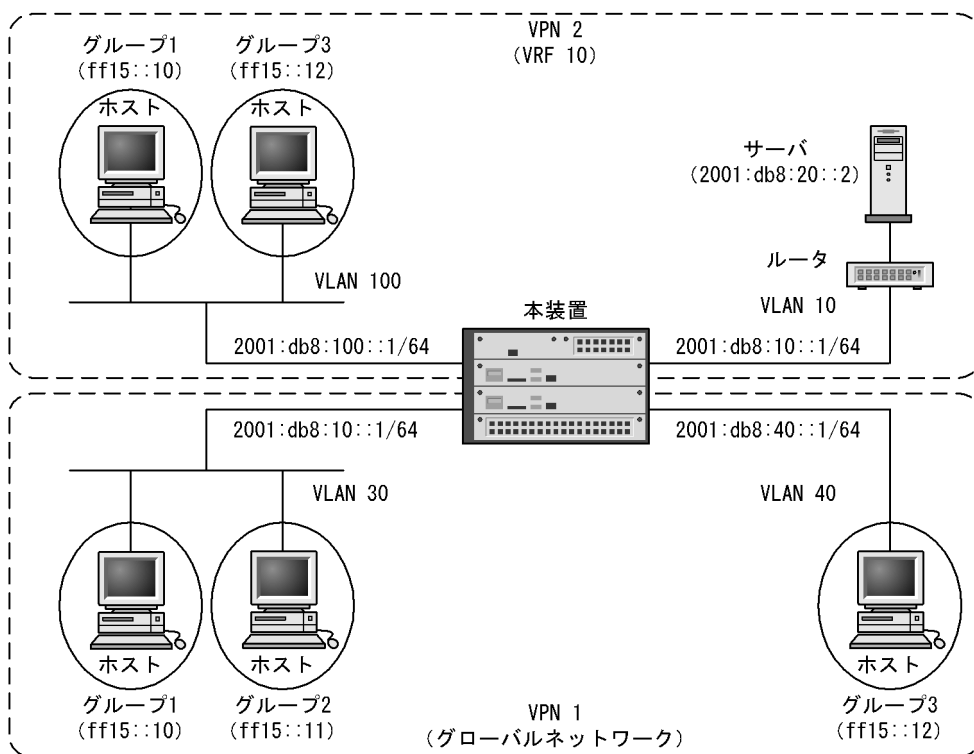 VPN 2
(VRF 10)
グループ1
(ff15::10)
グループ3
(ff15::12)
ホスト
ホスト
サーバ
(2001:db8:20::2)
ルータ
VLAN 100
VLAN 10
本装置
2001:db8:100::1/64
2001:db8:10::1/64
2001:db8:10::1/64
2001:db8:40::1/64
VLAN 30
VLAN 40
ホスト
ホスト
ホスト
グループ1
(ff15::10)
グループ2
(ff15::11)
グループ3
(ff15::12)
VPN 1
(グローバルネットワーク)